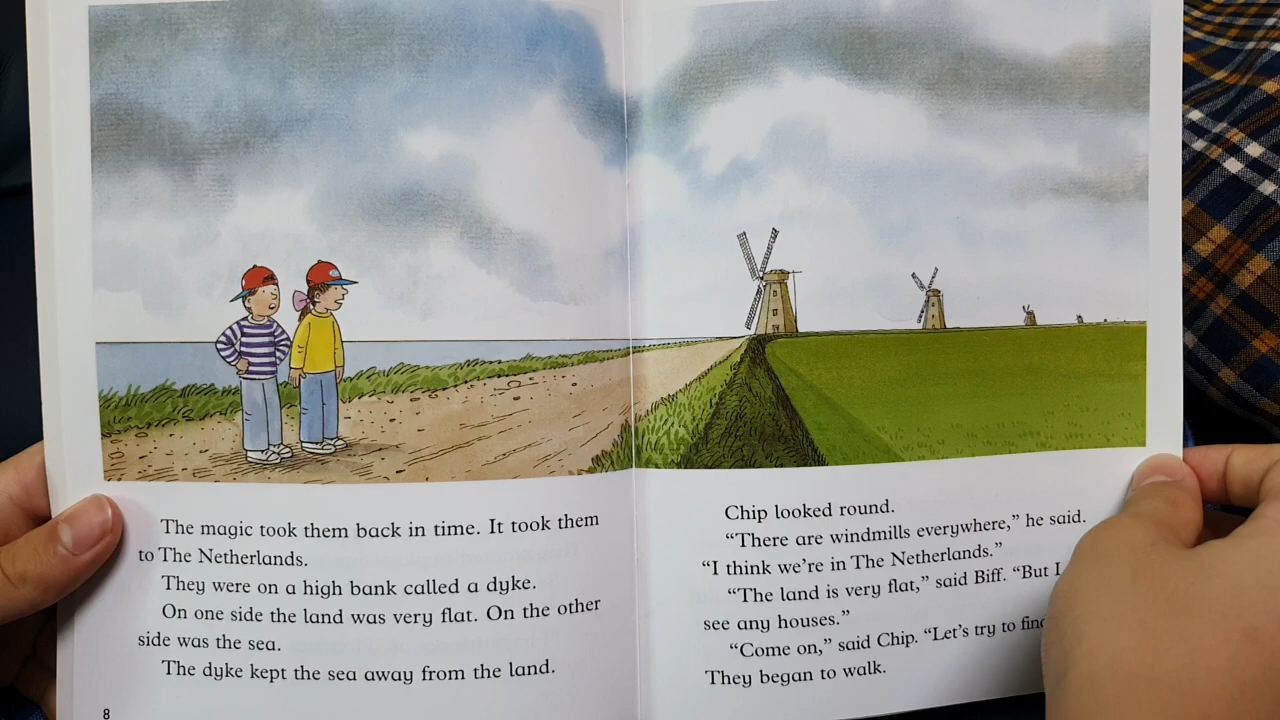 The magic took them back in time. It took them
to The Netherlands.
They were on a high bank called a dyke.
On one side the land was very flat. On the other
side was the sea.
The dyke kept the sea away from the land.
8
Chip looked round.
“There are windmills everywhere,” he said.
“I think we’re in The Netherlands.”
“The land is very flat,” said Biff. “But I
see any houses.”
“Come on,” said Chip. “Let’s try to find
They began to walk.